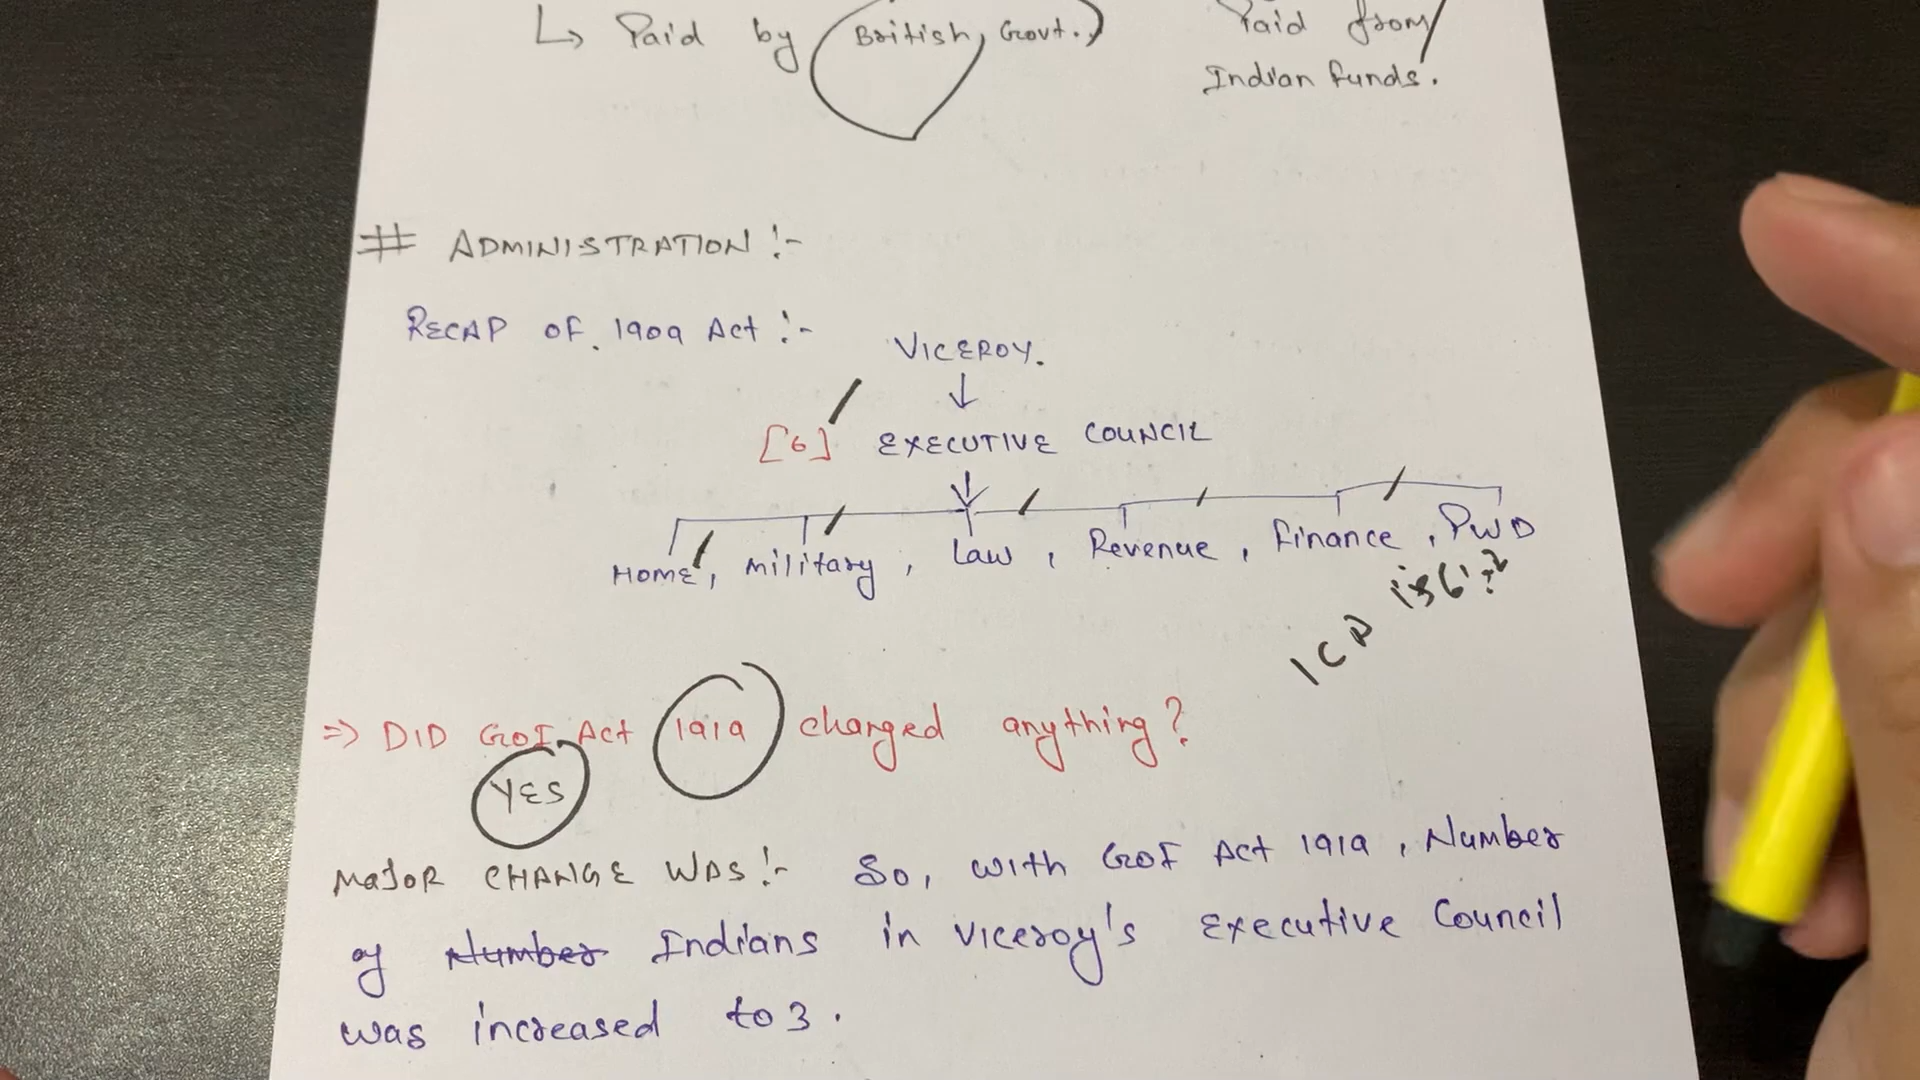 ↳ Paid by British Govt.
Paid from
Indian funds.
# ADMINISTRATION :-
RECAP OF 1909 Act :-
VICEROY.
[6] EXECUTIVE COUNCIL
HOME, military, Law, Revenue, Finance, PWD
is 6!?
⇒ DID GOI Act 1919 changed anything?
YES
MAJOR CHANGE WAS :- So, with GOI Act 1919, Number
of Number Indians in Viceroy's Executive Council
was increased to 3.